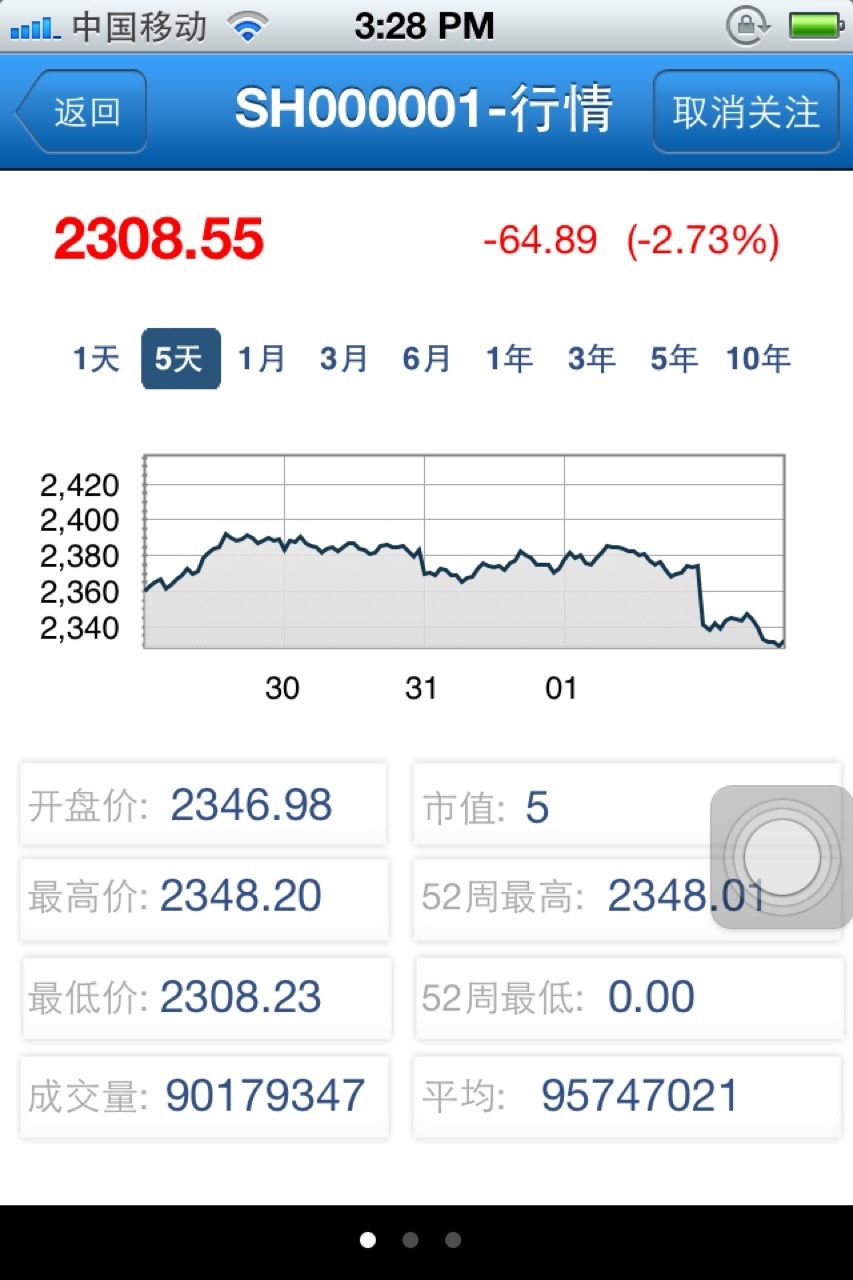 中国移动 3:28 PM
返回 SH000001-行情 取消关注
2308.55 -64.89 (-2.73%)
1天 5天 1月 3月 6月 1年 3年 5年 10年
2,420
2,400
2,380
2,360
2,340
30 31 01
开盘价: 2346.98 市值: 5
最高价: 2348.20 52周最高: 2348.01
最低价: 2308.23 52周最低: 0.00
成交量: 90179347 平均: 95747021